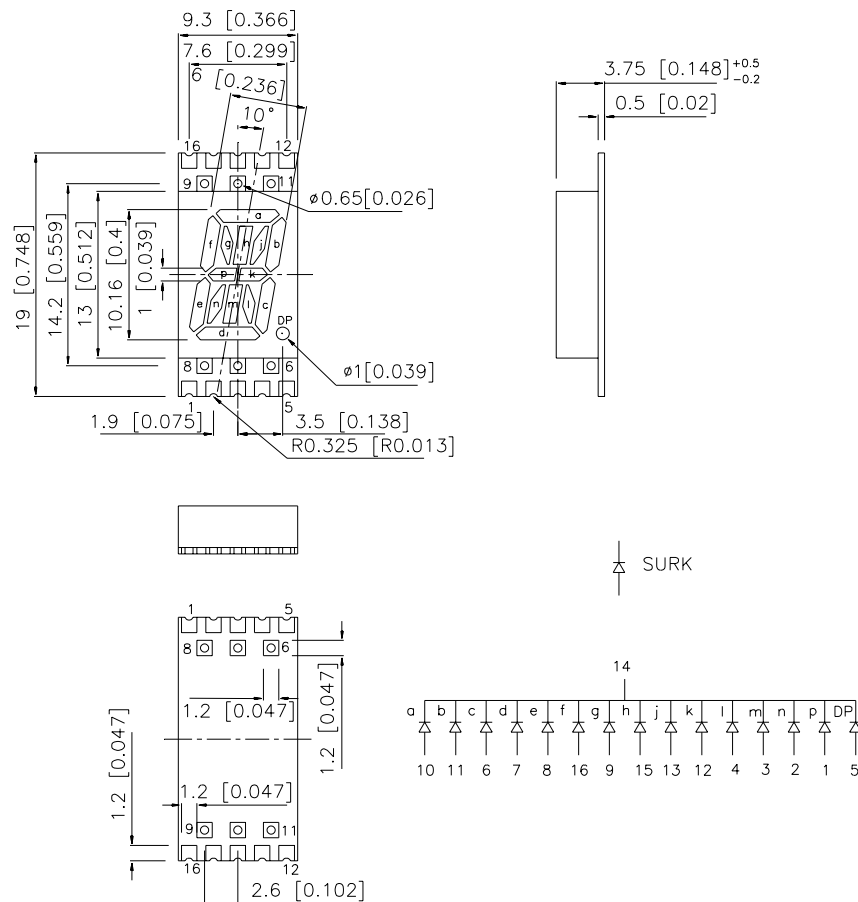 9.3 [0.366]
7.6 [0.299]
6 [0.236]
10°
16 12
9 11
ø0.65[0.026]
a
f g h j b
p k
e n m l c
d
DP
8 6
1 5
ø1[0.039]
19 [0.748]
14.2 [0.559]
13 [0.512]
10.16 [0.4]
1 [0.039]
1.9 [0.075]
3.5 [0.138]
R0.325 [R0.013]
3.75 [0.148] +0.5 -0.2
0.5 [0.02]
SURK
1 5
8 6
1.2 [0.047]
1.2 [0.047]
1.2 [0.047]
1.2 [0.047]
9 11
16 12
2.6 [0.102]
14
a b c d e f g h j k l m n p DP
10 11 6 7 8 16 9 15 13 12 4 3 2 1 5